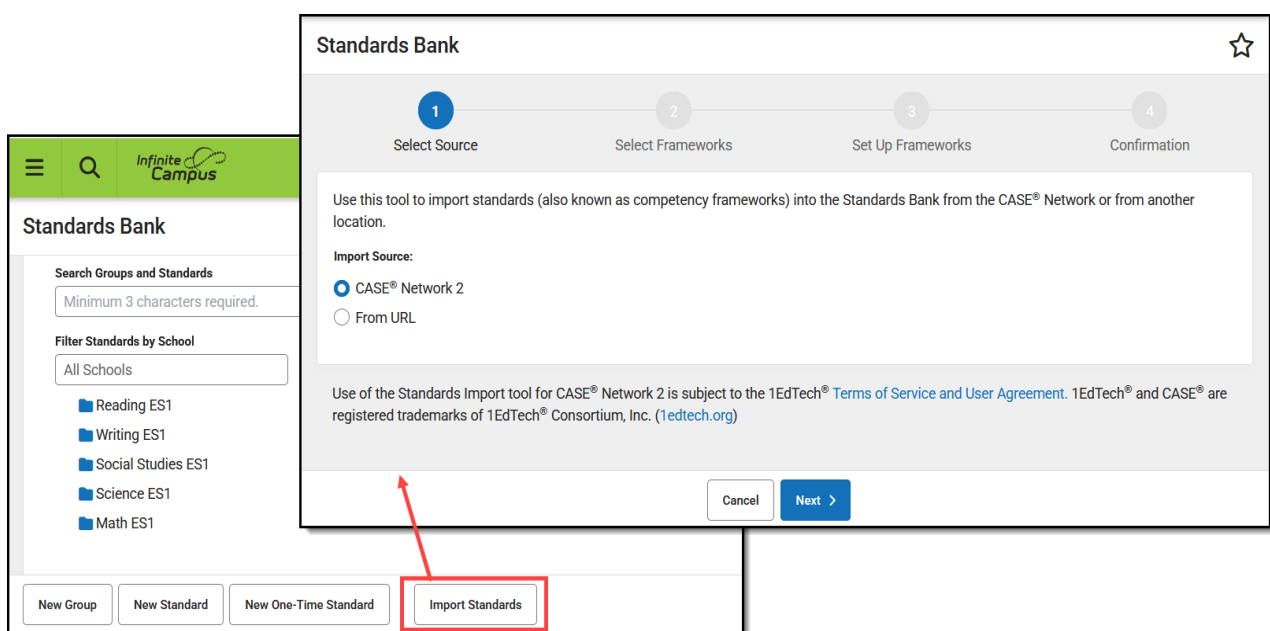 Standards Bank
1
2
3
4
Select Source
Select Frameworks
Set Up Frameworks
Confirmation
Use this tool to import standards (also known as competency frameworks) into the Standards Bank from the CASE® Network or from another
location.
Import Source:
CASE® Network 2
From URL
Use of the Standards Import tool for CASE® Network 2 is subject to the 1EdTech® Terms of Service and User Agreement. 1EdTech® and CASE® are
registered trademarks of 1EdTech® Consortium, Inc. (1edtech.org)
Cancel
Next >
Infinite
Campus
Standards Bank
Search Groups and Standards
Minimum 3 characters required.
Filter Standards by School
All Schools
Reading ES1
Writing ES1
Social Studies ES1
Science ES1
Math ES1
New Group
New Standard
New One-Time Standard
Import Standards